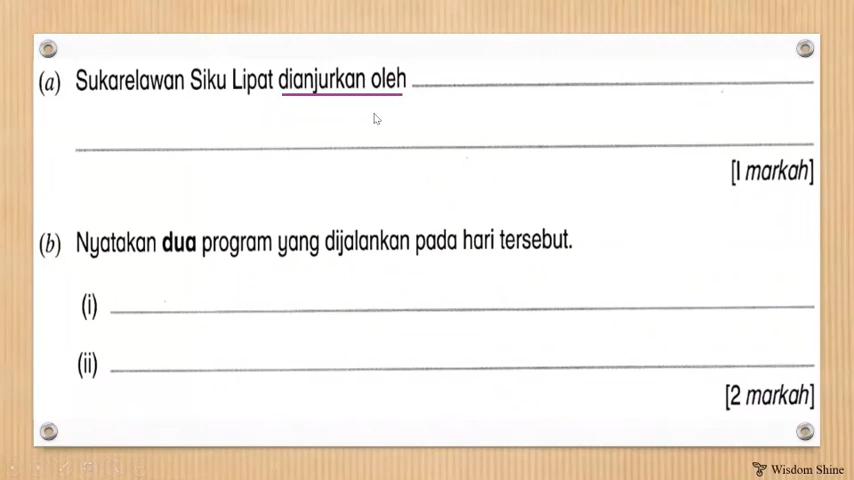 (a) Sukarelawan Siku Lipat dianjurkan oleh
[1 markah]
(b) Nyatakan dua program yang dijalankan pada hari tersebut.
(i)
(ii)
[2 markah]
Wisdom Shine